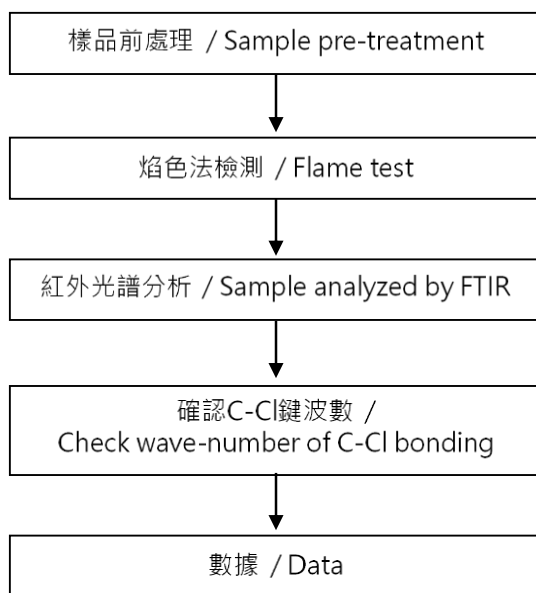 樣品前處理 / Sample pre-treatment
焰色法檢測 / Flame test
紅外光譜分析 / Sample analyzed by FTIR
確認C-Cl鍵波數 /
Check wave-number of C-Cl bonding
數據 / Data